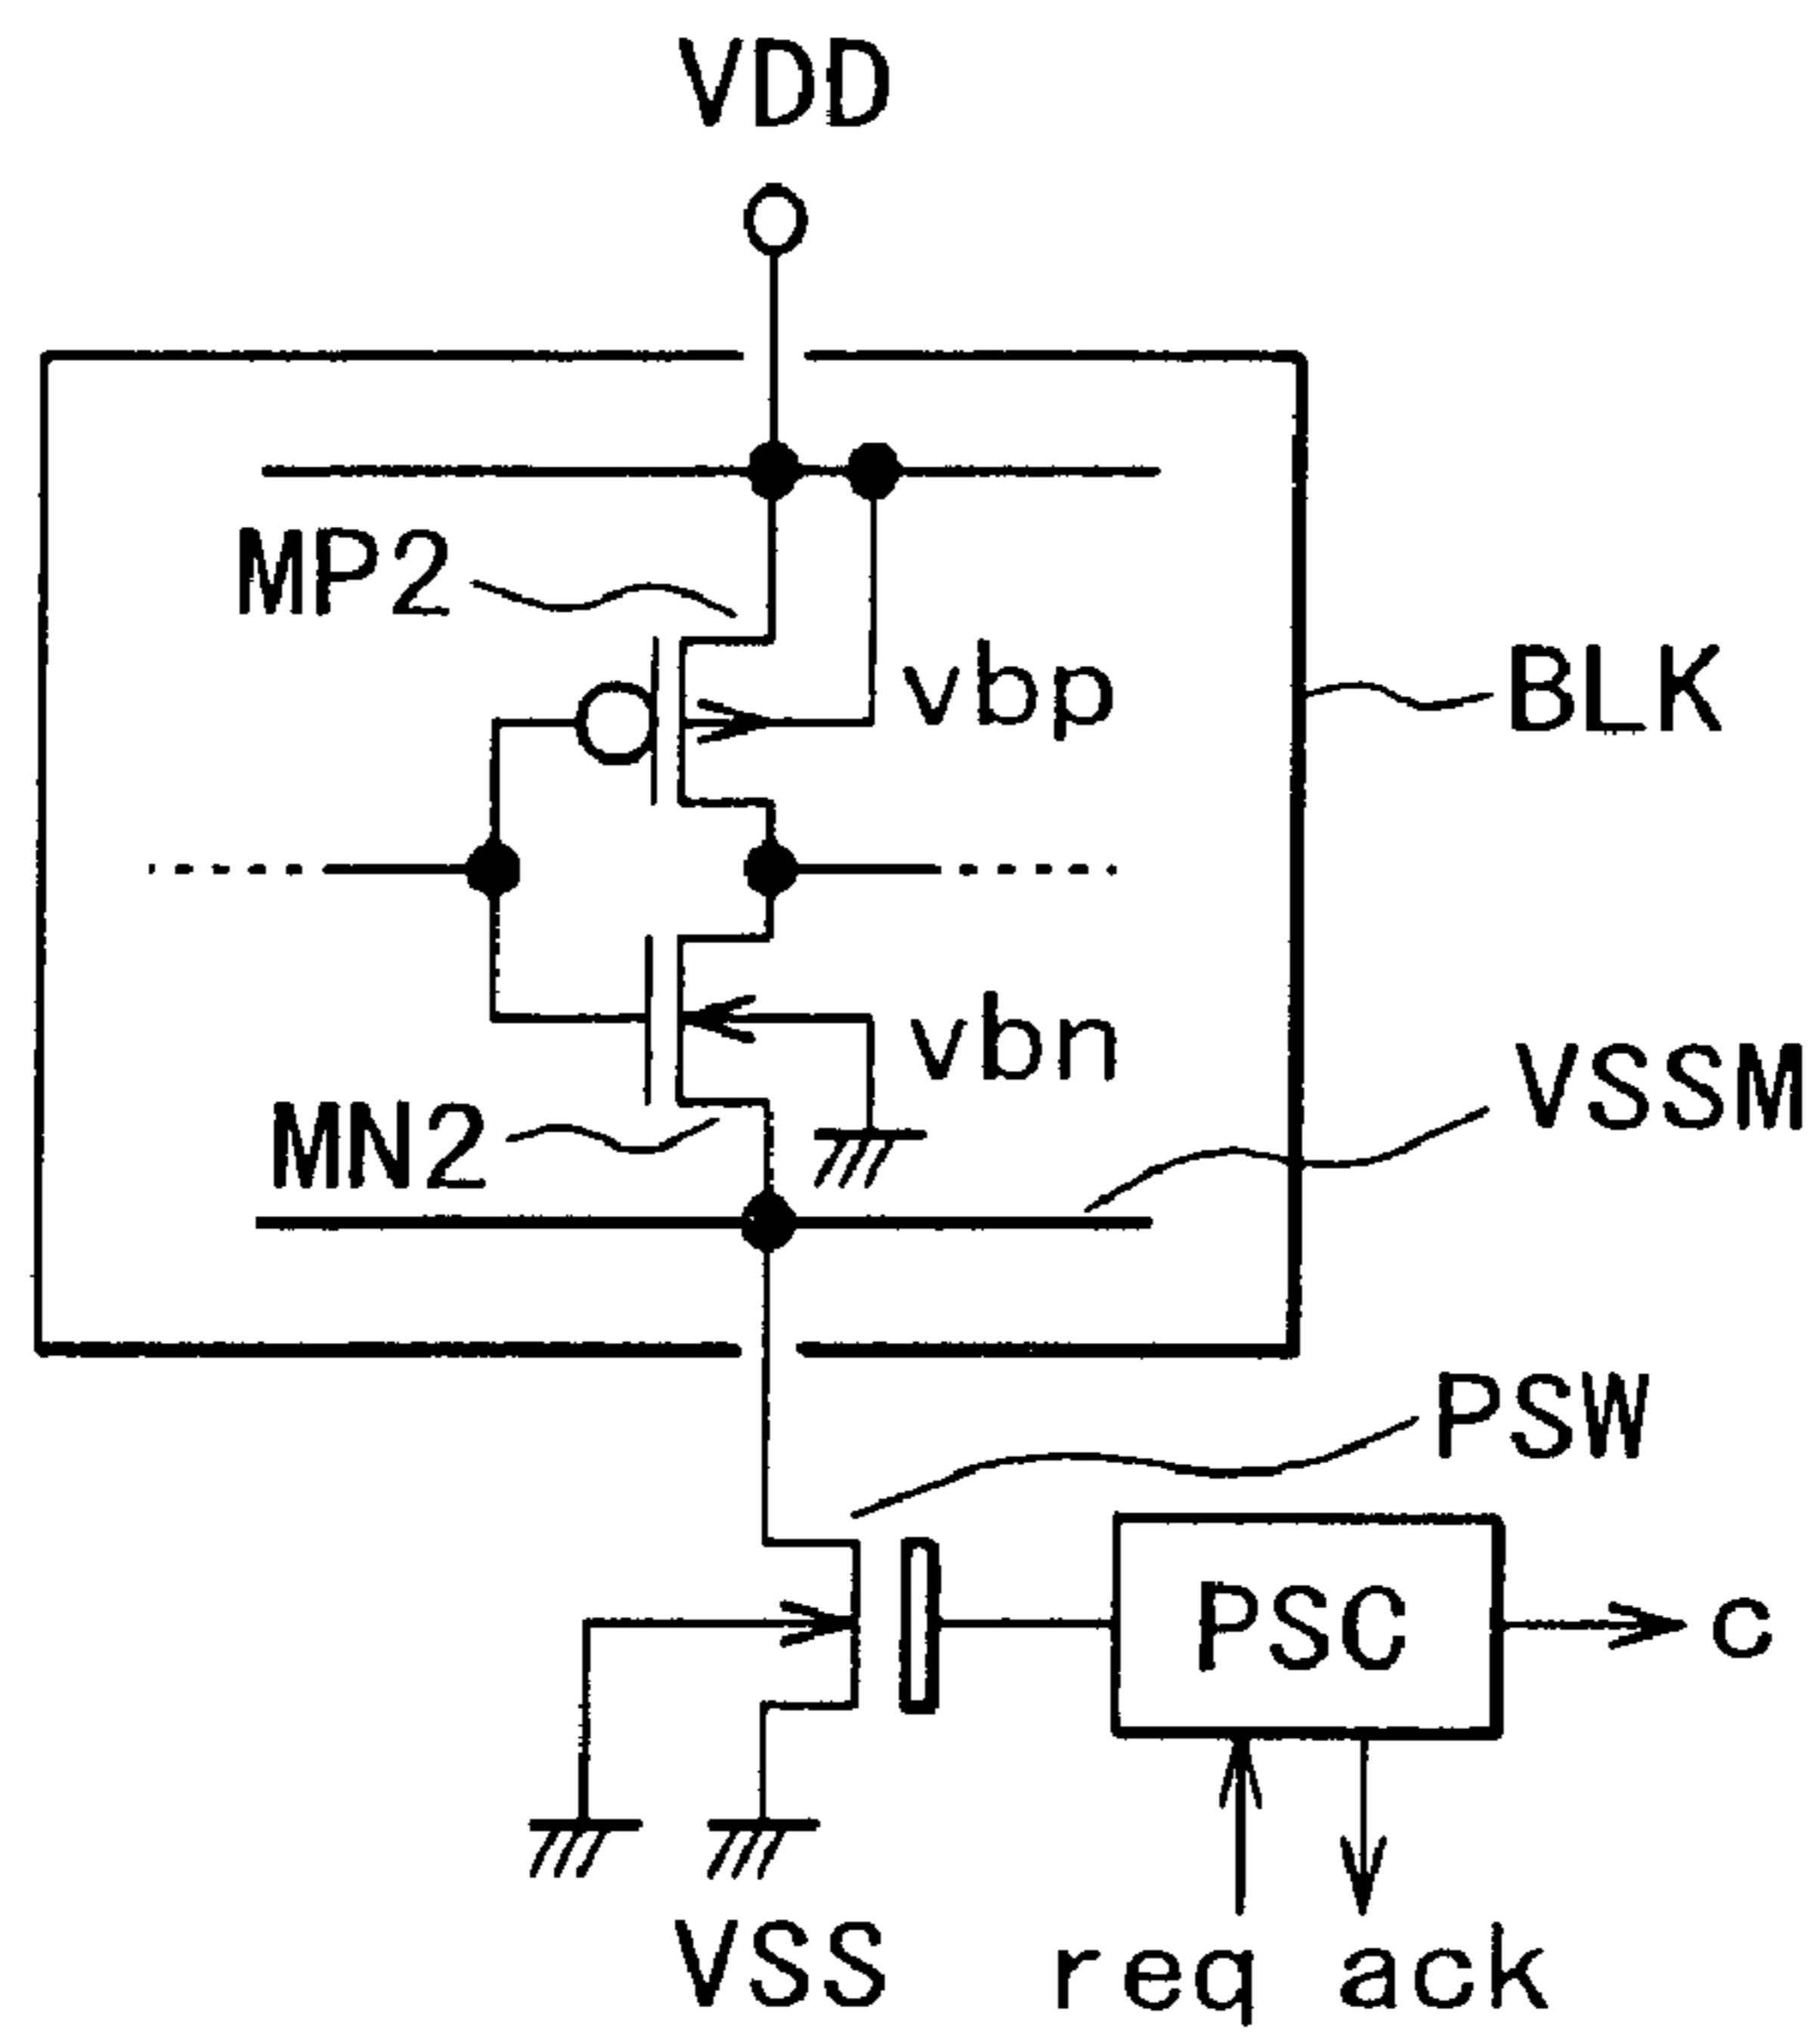 VDD
MP2
vbp
BLK
vbn
VSSM
MN2
PSW
PSC
c
VSS
req ack